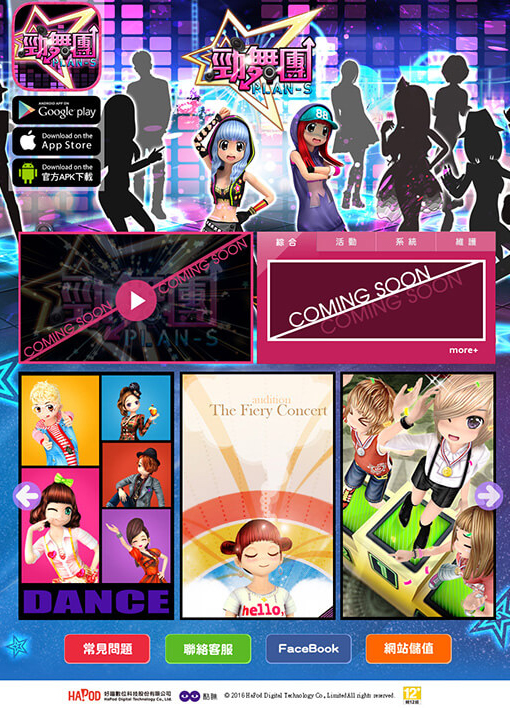 勁舞團
PLAN-S
勁舞團
PLAN-S
88
ANDROID APP ON
Google play
Download on the
App Store
Download on the
官方APK下載
綜合
活動
系統
維護
COMING SOON
COMING SOON
勁舞團
PLAN-S
COMING SOON
COMING SOON
more+
audition
The Fiery Concert
hello,
DANCE
1
常見問題
聯絡客服
FaceBook
網站儲值
HAPOD 好玩數位科技股份有限公司
HaPod Digital Technology Co., Ltd.
酷瞇
© 2016 HaPod Digital Technology Co., Limited All rights reserved.
12+
輔12級